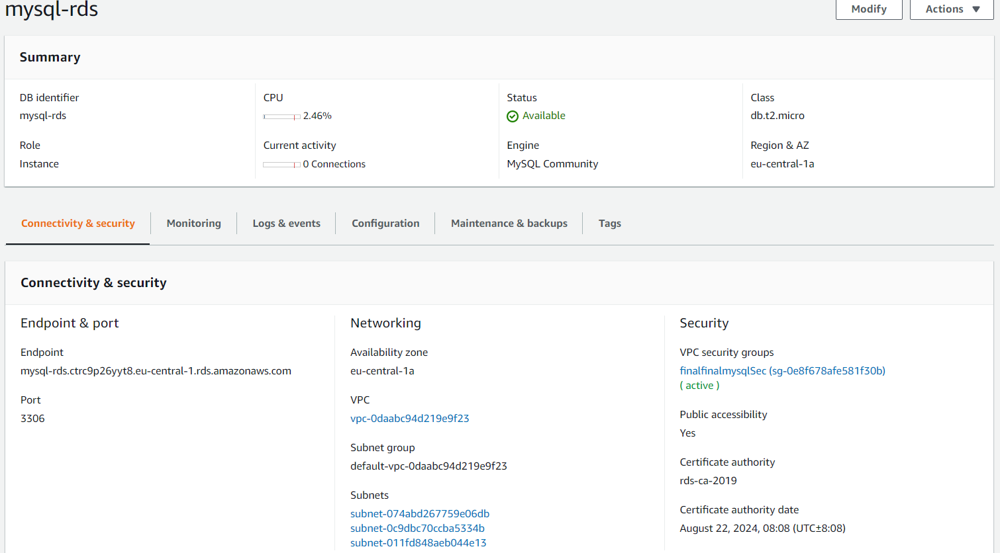 mysql-rds
Modify
Actions
Summary
DB identifier
mysql-rds
CPU
2.46%
Status
Available
Class
db.t2.micro
Role
Instance
Current activity
0 Connections
Engine
MySQL Community
Region & AZ
eu-central-1a
Connectivity & security
Monitoring
Logs & events
Configuration
Maintenance & backups
Tags
Connectivity & security
Endpoint & port
Endpoint
mysql-rds.ctrc9p26yyt8.eu-central-1.rds.amazonaws.com
Port
3306
Networking
Availability zone
eu-central-1a
VPC
vpc-0daabc94d219e9f23
Subnet group
default-vpc-0daabc94d219e9f23
Subnets
subnet-074abd267759e06db
subnet-0c9dbc70ccba5334b
subnet-011fd848aeb044e13
Security
VPC security groups
finalfinalmysqlSec (sg-0e8f678afe581f30b)
( active )
Public accessibility
Yes
Certificate authority
rds-ca-2019
Certificate authority date
August 22, 2024, 08:08 (UTC±8:08)